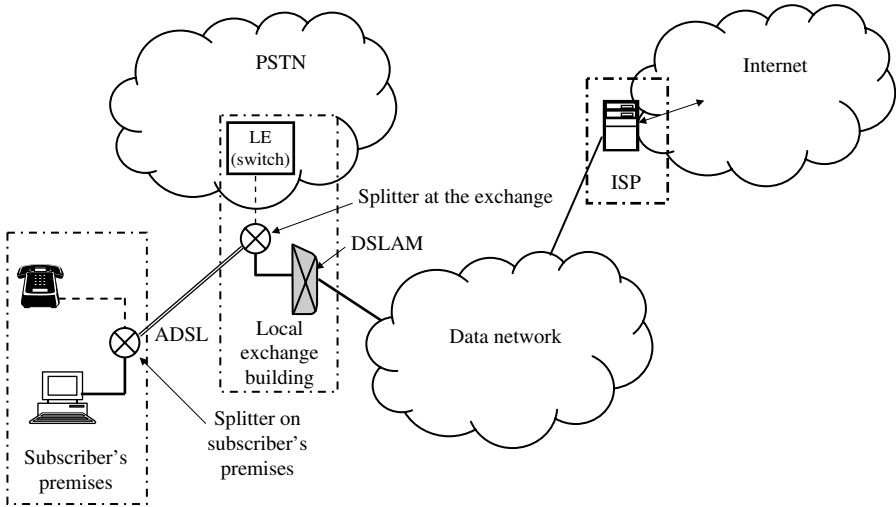 PSTN
Internet
LE
(switch)
ISP
Splitter at the exchange
DSLAM
Data network
ADSL
Local
exchange
building
Splitter on
subscriber's
premises
Subscriber's
premises